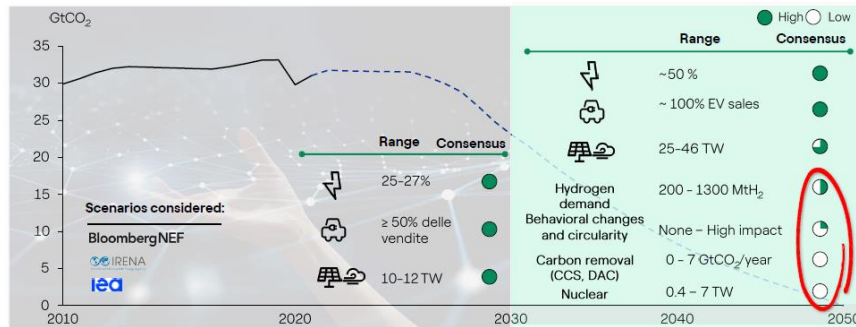 GtCO2
High Low
Range Consensus
35
30
25
20
15
10
5
0
~50 %
~ 100% EV sales
25-46 TW
Hydrogen demand 200 - 1300 MtH2
Behavioral changes and circularity None – High impact
Carbon removal (CCS, DAC) 0 - 7 GtCO2/year
Nuclear 0.4 – 7 TW
Range Consensus
25-27%
≥ 50% delle vendite
10-12 TW
Scenarios considered:
BloombergNEF
IRENA
iea
2010 2020 2030 2040 2050